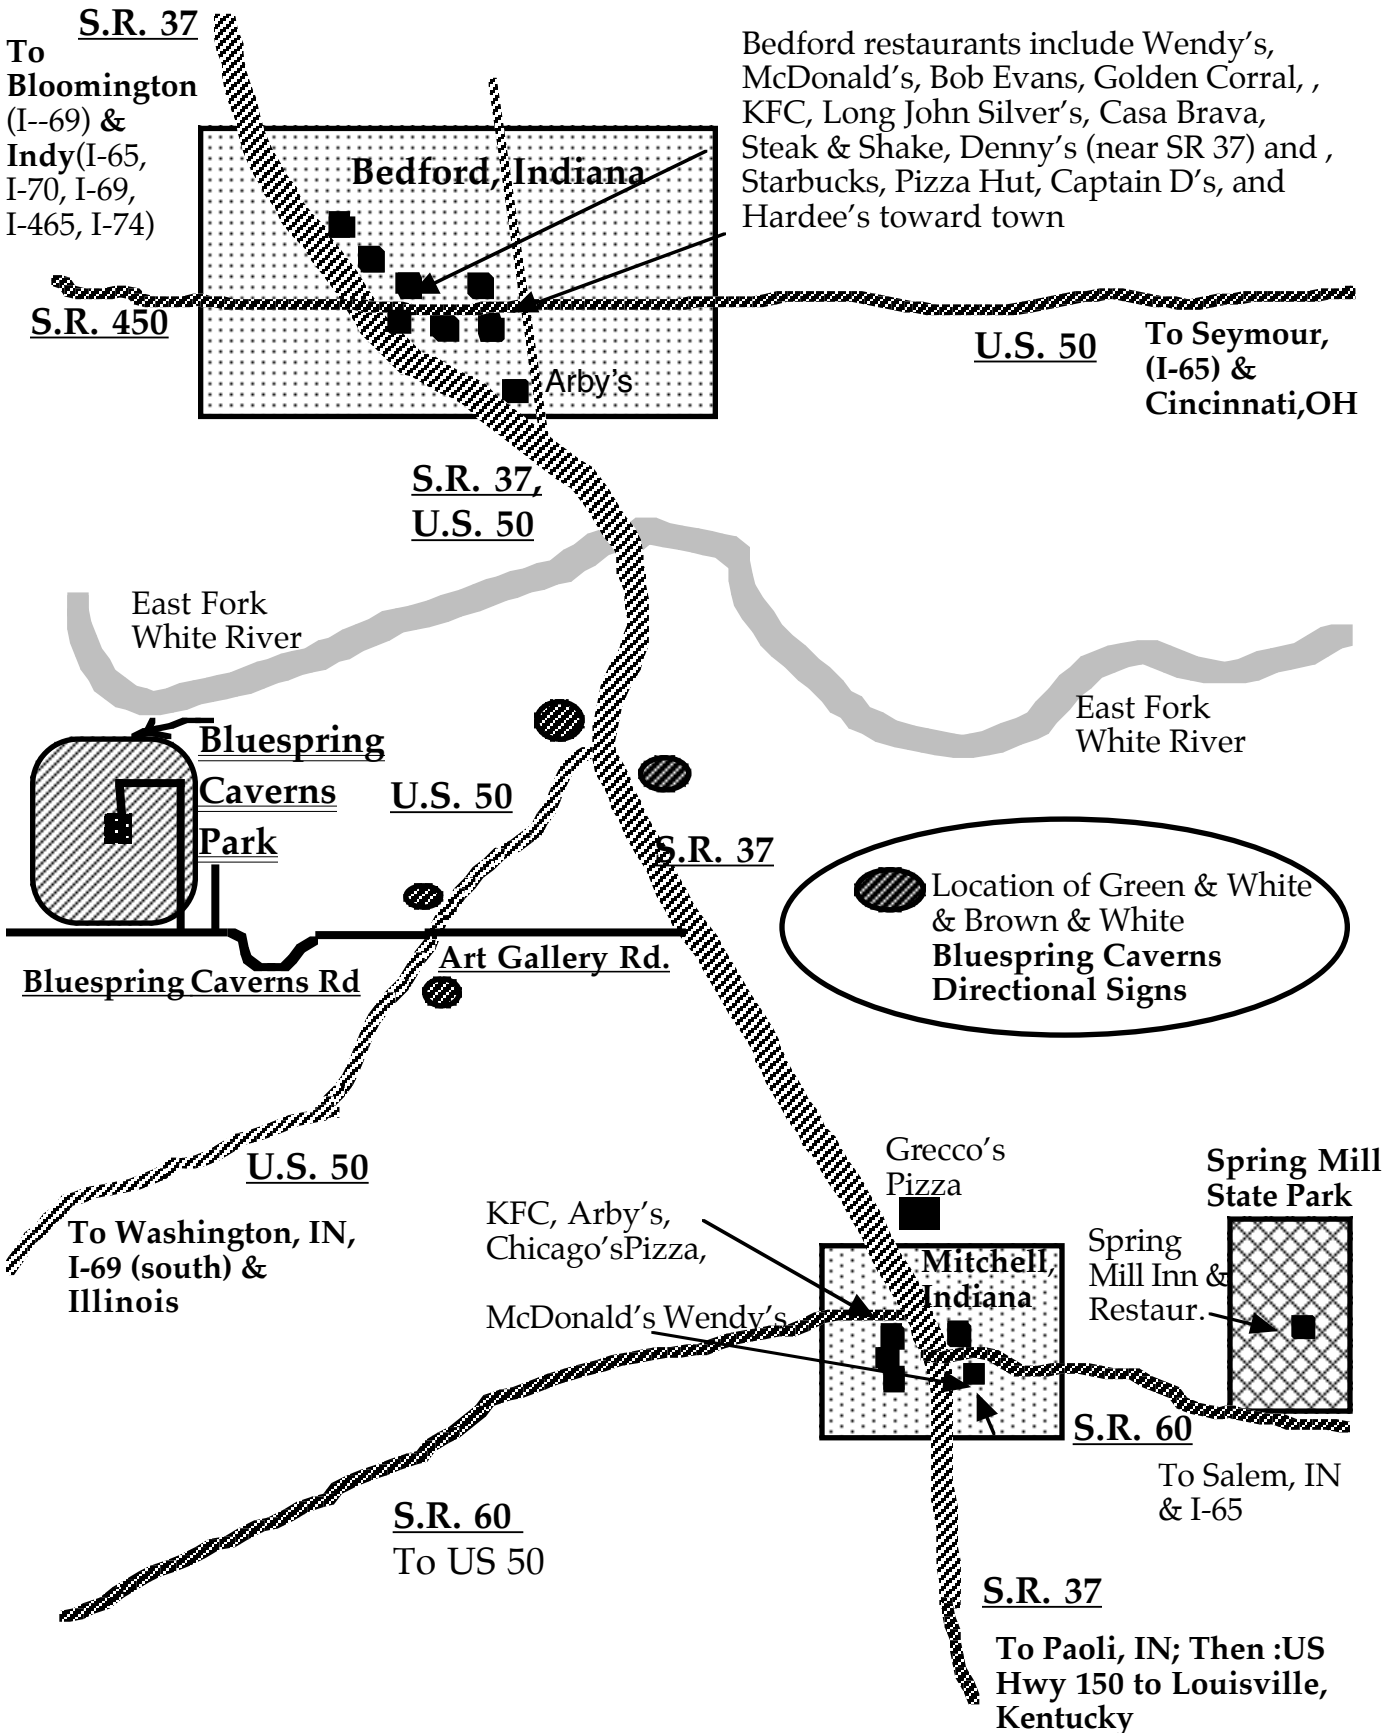 S.R. 37
To
Bloomington
(I--69) &
Indy(I-65,
I-70, I-69,
I-465, I-74)
Bedford restaurants include Wendy's,
McDonald's, Bob Evans, Golden Corral, ,
KFC, Long John Silver's, Casa Brava,
Steak & Shake, Denny's (near SR 37) and ,
Starbucks, Pizza Hut, Captain D's, and
Hardee's toward town
Bedford, Indiana
S.R. 450
U.S. 50
To Seymour,
(I-65) &
Cincinnati,OH
Arby's
S.R. 37,
U.S. 50
East Fork
White River
East Fork
White River
Bluespring
Caverns
Park
U.S. 50
S.R. 37
Location of Green & White
& Brown & White
Bluespring Caverns
Directional Signs
Art Gallery Rd.
Bluespring Caverns Rd
U.S. 50
To Washington, IN,
I-69 (south) &
Illinois
Grecco's
Pizza
Spring Mill
State Park
KFC, Arby's,
Chicago'sPizza,
McDonald's Wendy's
Mitchell,
Indiana
Spring
Mill Inn &
Restaur.
S.R. 60
To Salem, IN
& I-65
S.R. 60
To US 50
S.R. 37
To Paoli, IN; Then :US
Hwy 150 to Louisville,
Kentucky